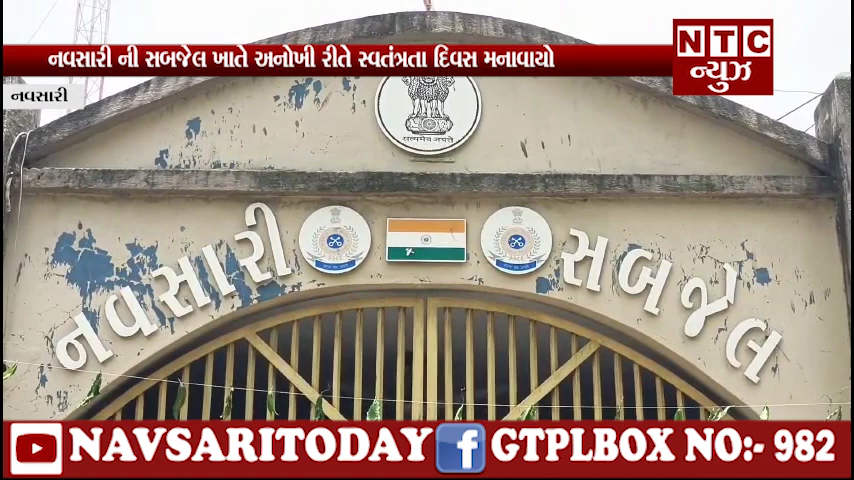 નવસારી ની સબજેલ ખાતે અનોખી રીતે સ્વતંત્રતા દિવસ મનાવાયો
NTC
ન્યુઝ
નવસારી
सत्यमेव जयते
નવસારી સબજેલ
NAVSARITODAY GTPLBOX NO:- 982